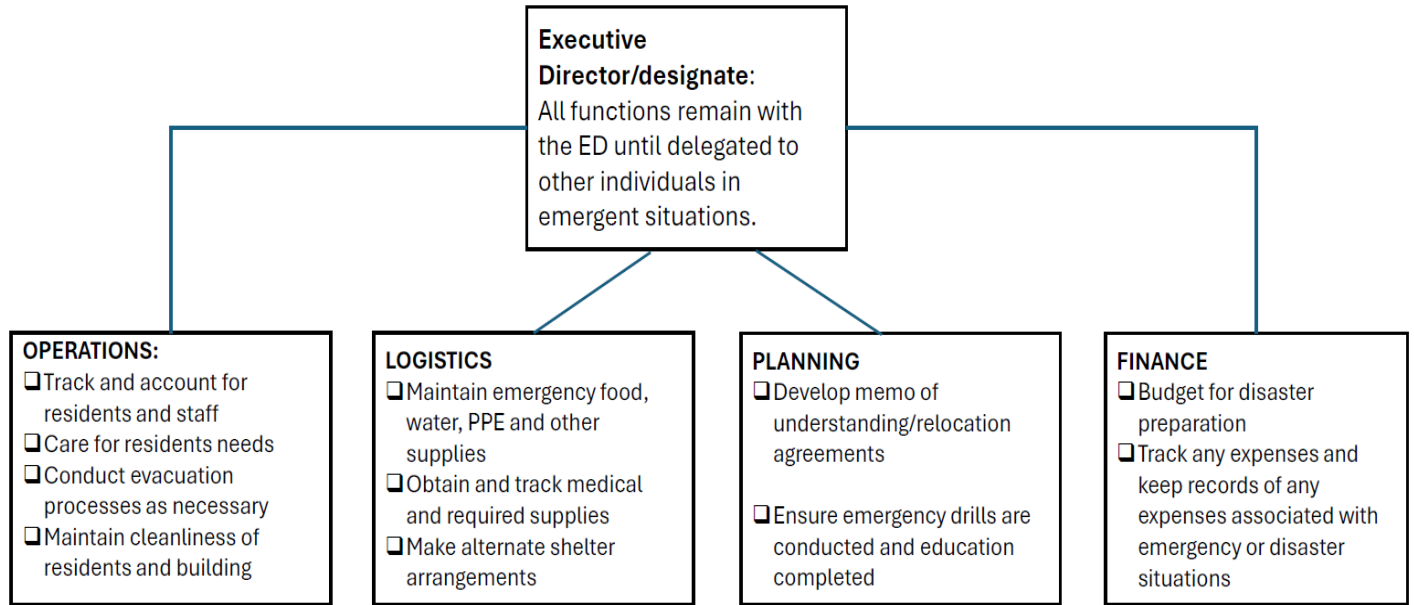 Executive
Director/designate:
All functions remain with
the ED until delegated to
other individuals in
emergent situations.
OPERATIONS:
❑Track and account for
residents and staff
❑Care for residents needs
❑Conduct evacuation
processes as necessary
❑Maintain cleanliness of
residents and building
LOGISTICS
❑Maintain emergency food,
water, PPE and other
supplies
❑Obtain and track medical
and required supplies
❑Make alternate shelter
arrangements
PLANNING
❑Develop memo of
understanding/relocation
agreements
❑Ensure emergency drills are
conducted and education
completed
FINANCE
❑Budget for disaster
preparation
❑Track any expenses and
keep records of any
expenses associated with
emergency or disaster
situations